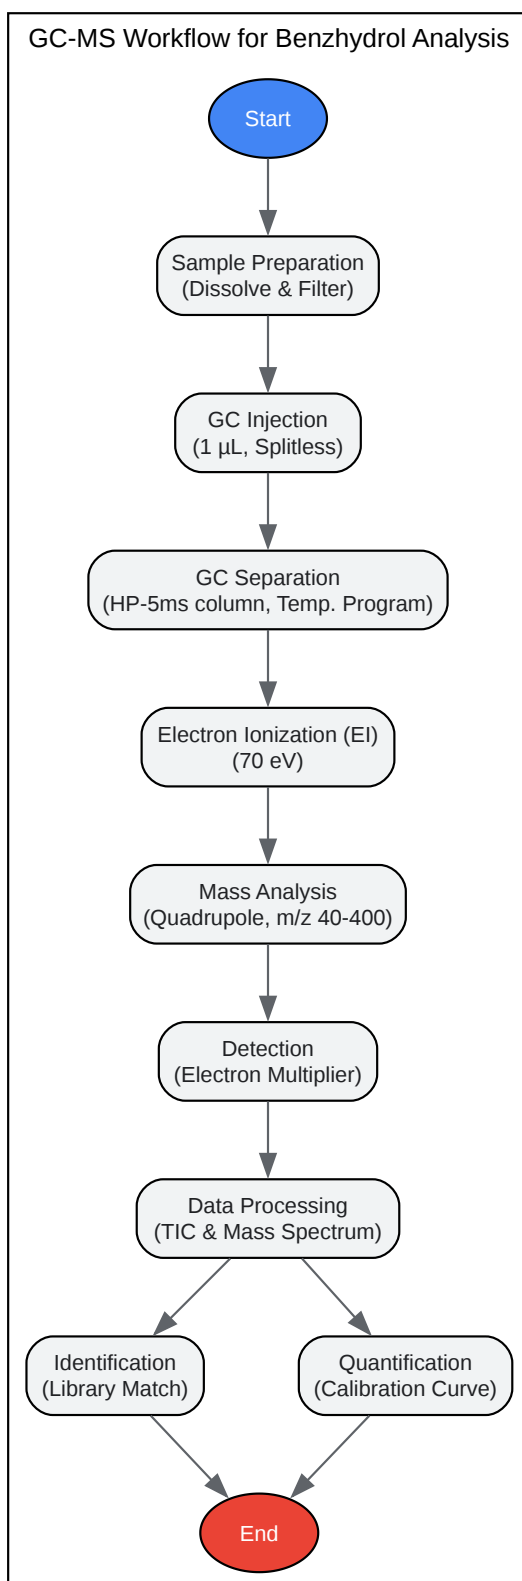 GC-MS Workflow for Benzhydrol Analysis
Start
Sample Preparation
(Dissolve & Filter)
GC Injection
(1 µL, Splitless)
GC Separation
(HP-5ms column, Temp. Program)
Electron Ionization (EI)
(70 eV)
Mass Analysis
(Quadrupole, m/z 40-400)
Detection
(Electron Multiplier)
Data Processing
(TIC & Mass Spectrum)
Identification
(Library Match)
Quantification
(Calibration Curve)
End